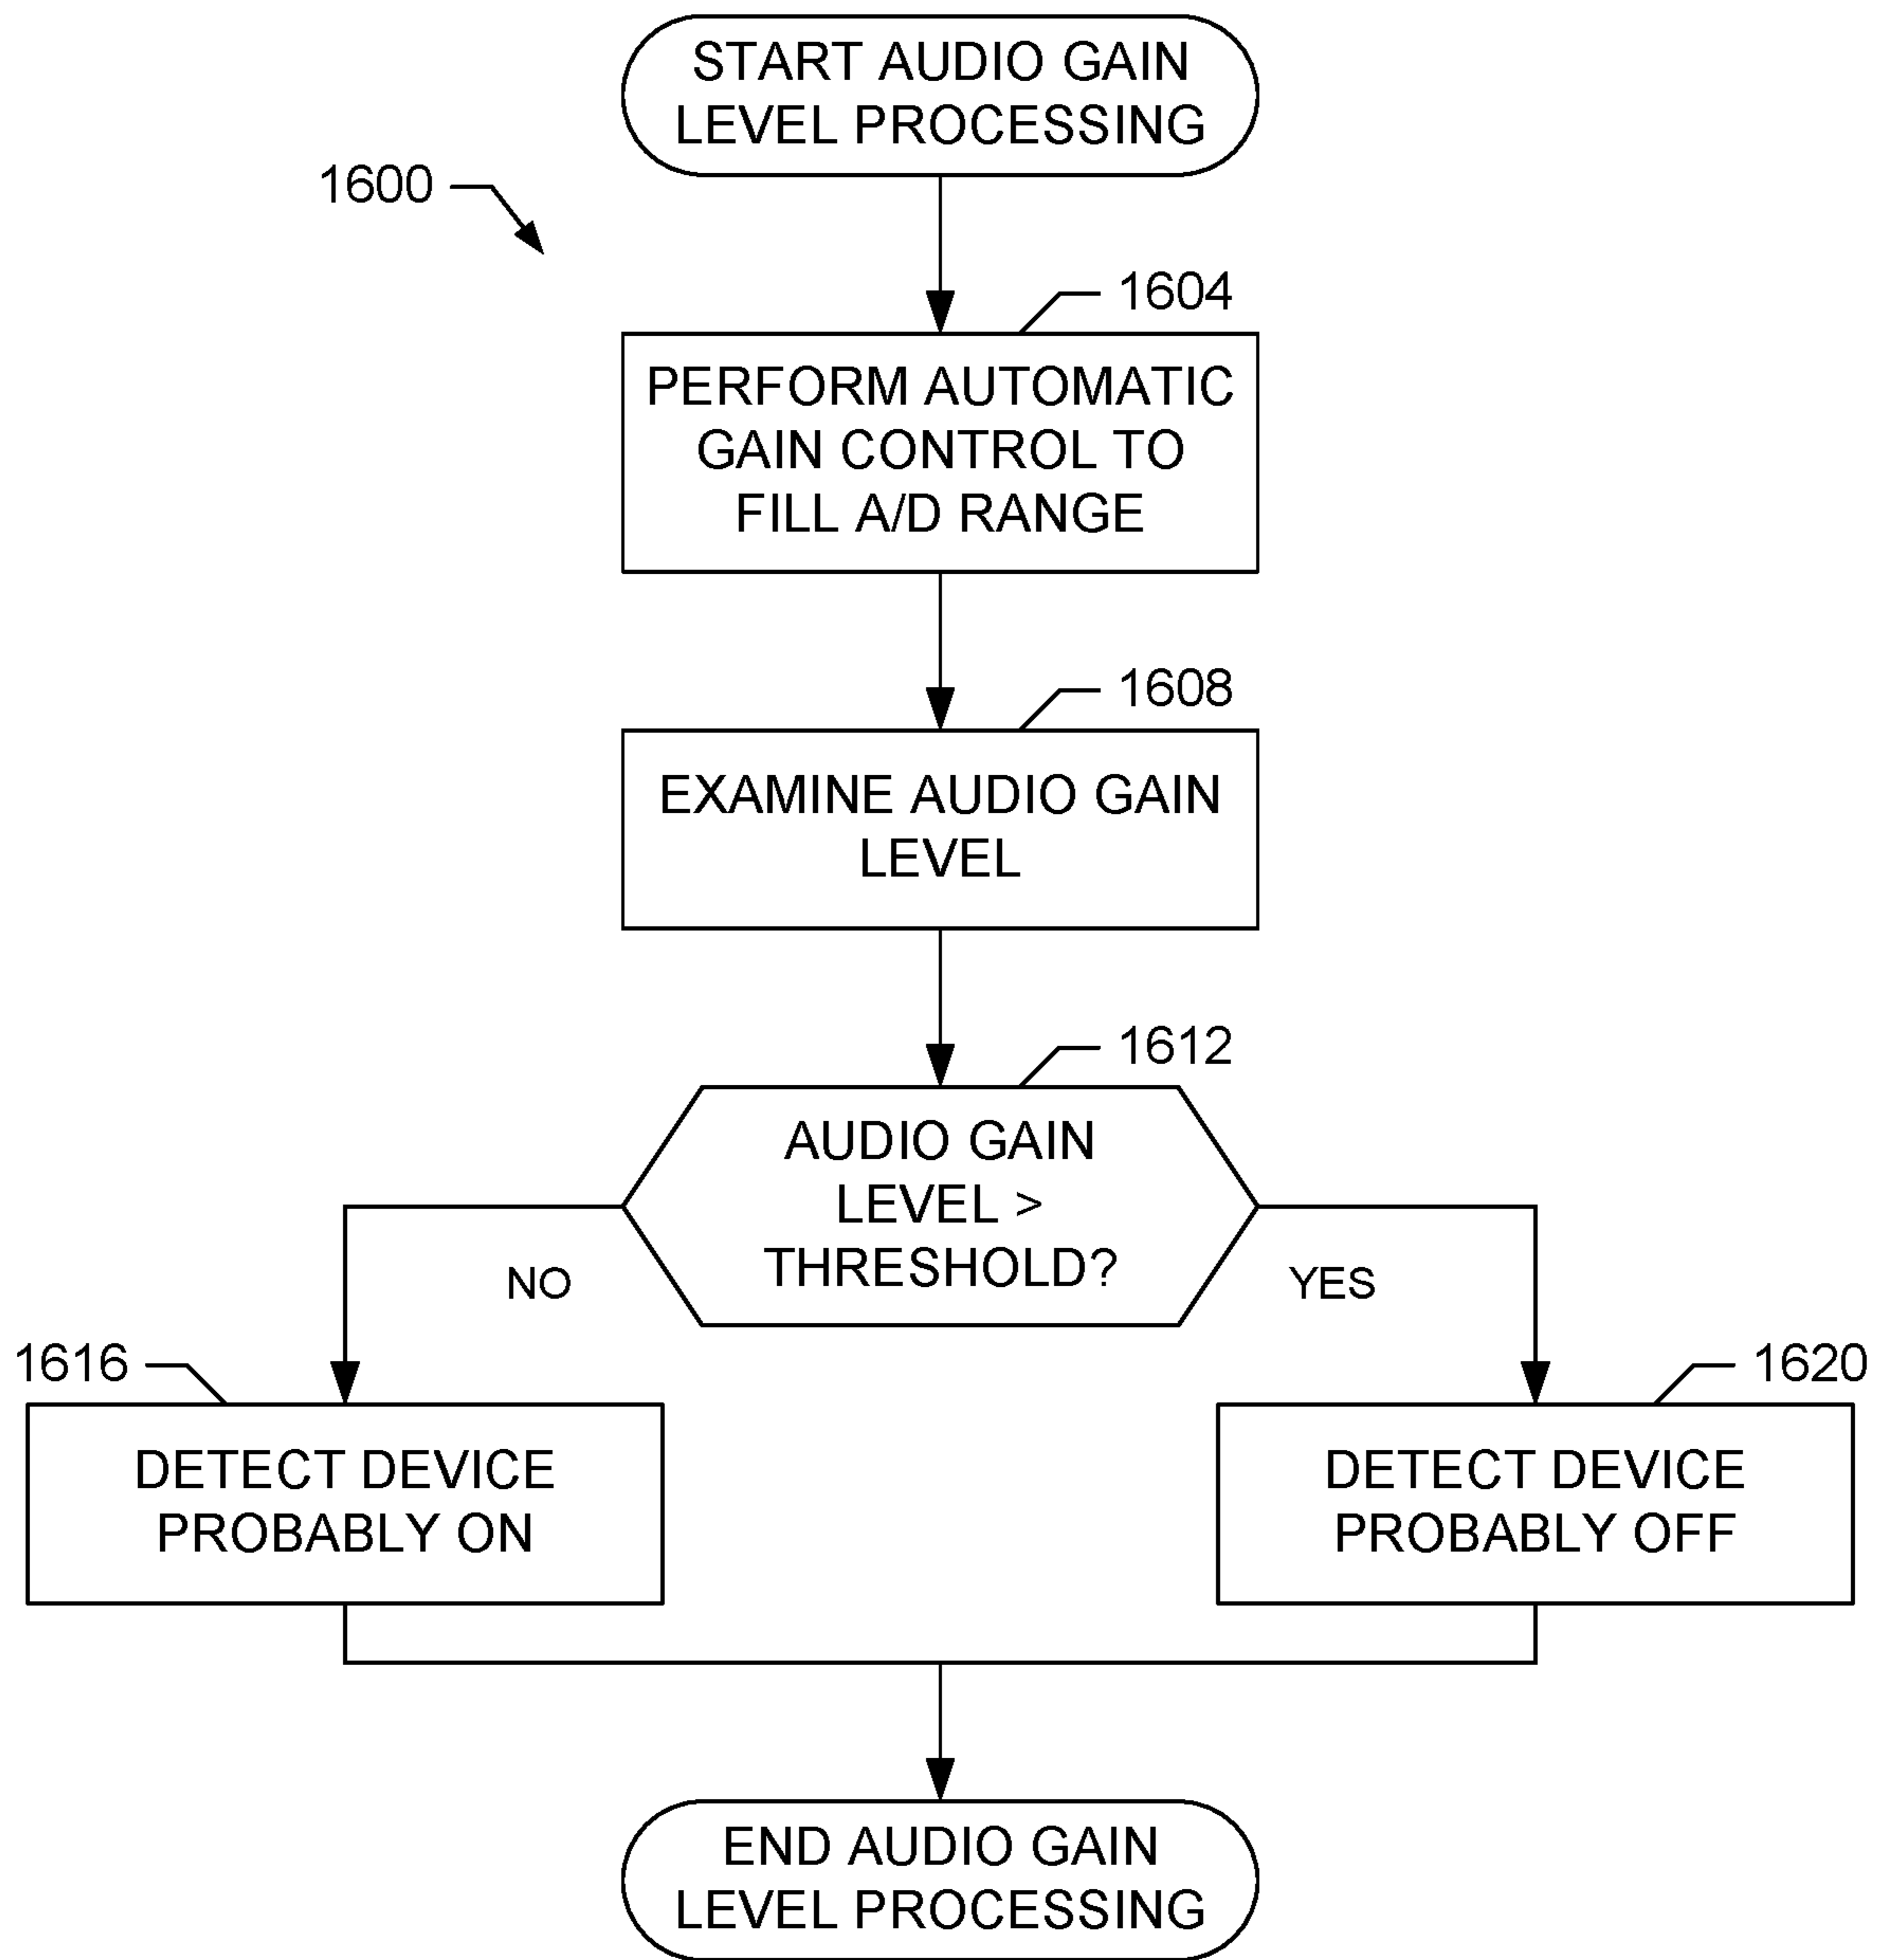 START AUDIO GAIN
LEVEL PROCESSING
1600
1604
PERFORM AUTOMATIC
GAIN CONTROL TO
FILL A/D RANGE
1608
EXAMINE AUDIO GAIN
LEVEL
1612
AUDIO GAIN
LEVEL >
THRESHOLD?
NO
YES
1616
1620
DETECT DEVICE
PROBABLY ON
DETECT DEVICE
PROBABLY OFF
END AUDIO GAIN
LEVEL PROCESSING